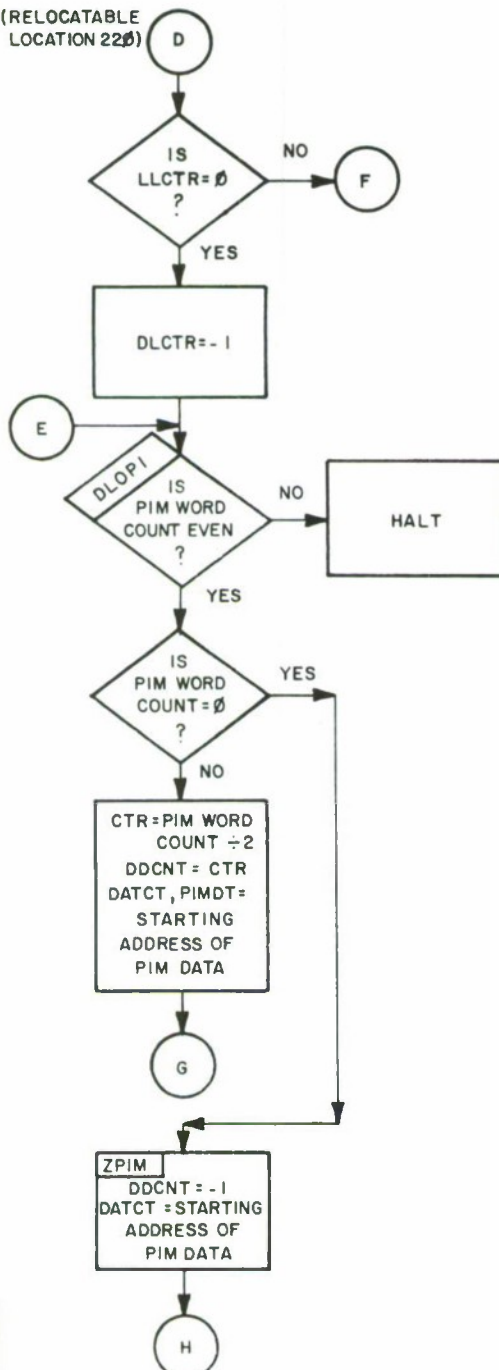 (RELOCATABLE
LOCATION 22Ø)
D
IS
LLCTR=Ø
?
NO
F
YES
DLCTR=-1
E
DLOP1
IS
PIM WORD
COUNT EVEN
?
NO
HALT
YES
IS
PIM WORD
COUNT=Ø
?
YES
NO
CTR=PIM WORD
COUNT ÷2
DDCNT= CTR
DATCT, PIMDT=
STARTING
ADDRESS OF
PIM DATA
G
ZPIM
DDCNT=-1
DATCT=STARTING
ADDRESS OF
PIM DATA
H